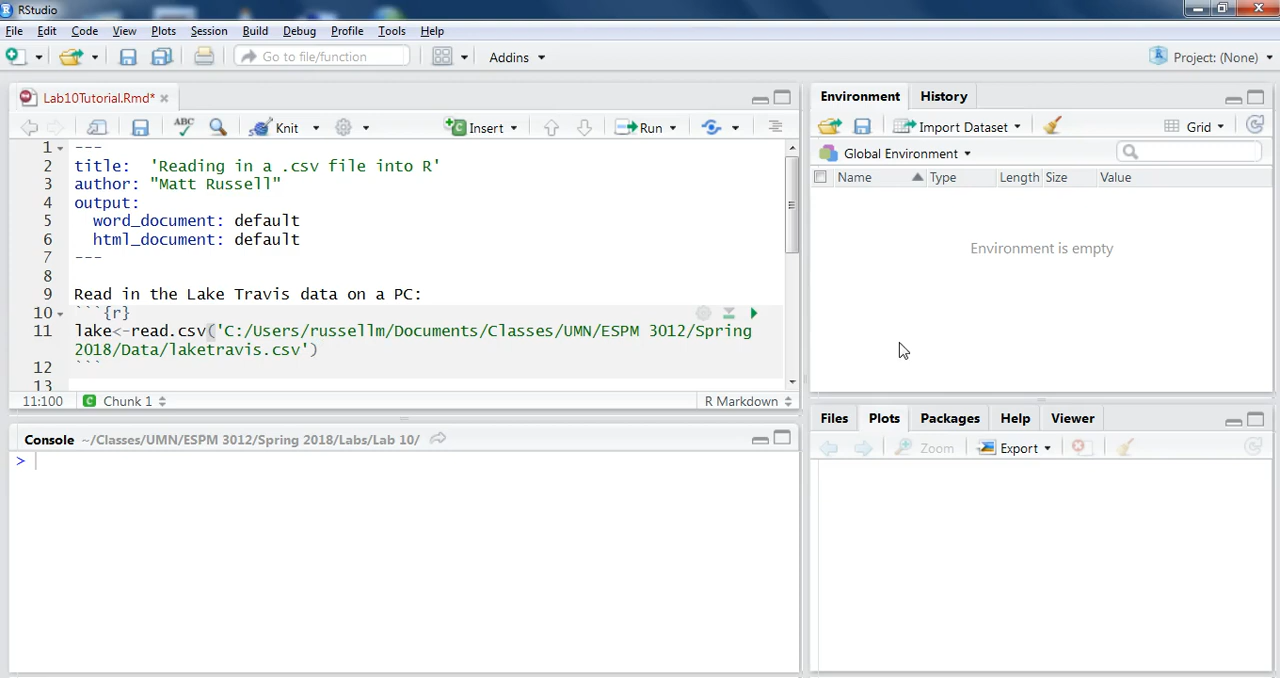 RStudio
File Edit Code View Plots Session Build Debug Profile Tools Help
Go to file/function Addins Project: (None)
Lab10Tutorial.Rmd*
ABC Knit Insert Run
1 ---
2 title:  'Reading in a .csv file into R'
3 author: "Matt Russell"
4 output:
5   word_document: default
6   html_document: default
7 ---
8
9 Read in the Lake Travis data on a PC:
10 ```{r}
11 lake<-read.csv('C:/Users/russellm/Documents/Classes/UMN/ESPM 3012/Spring
2018/Data/laketravis.csv')
12 ```
13
11:100 C Chunk 1 R Markdown
Console ~/Classes/UMN/ESPM 3012/Spring 2018/Labs/Lab 10/
>
Environment History
Import Dataset Grid
Global Environment
Name Type Length Size Value
Environment is empty
Files Plots Packages Help Viewer
Zoom Export